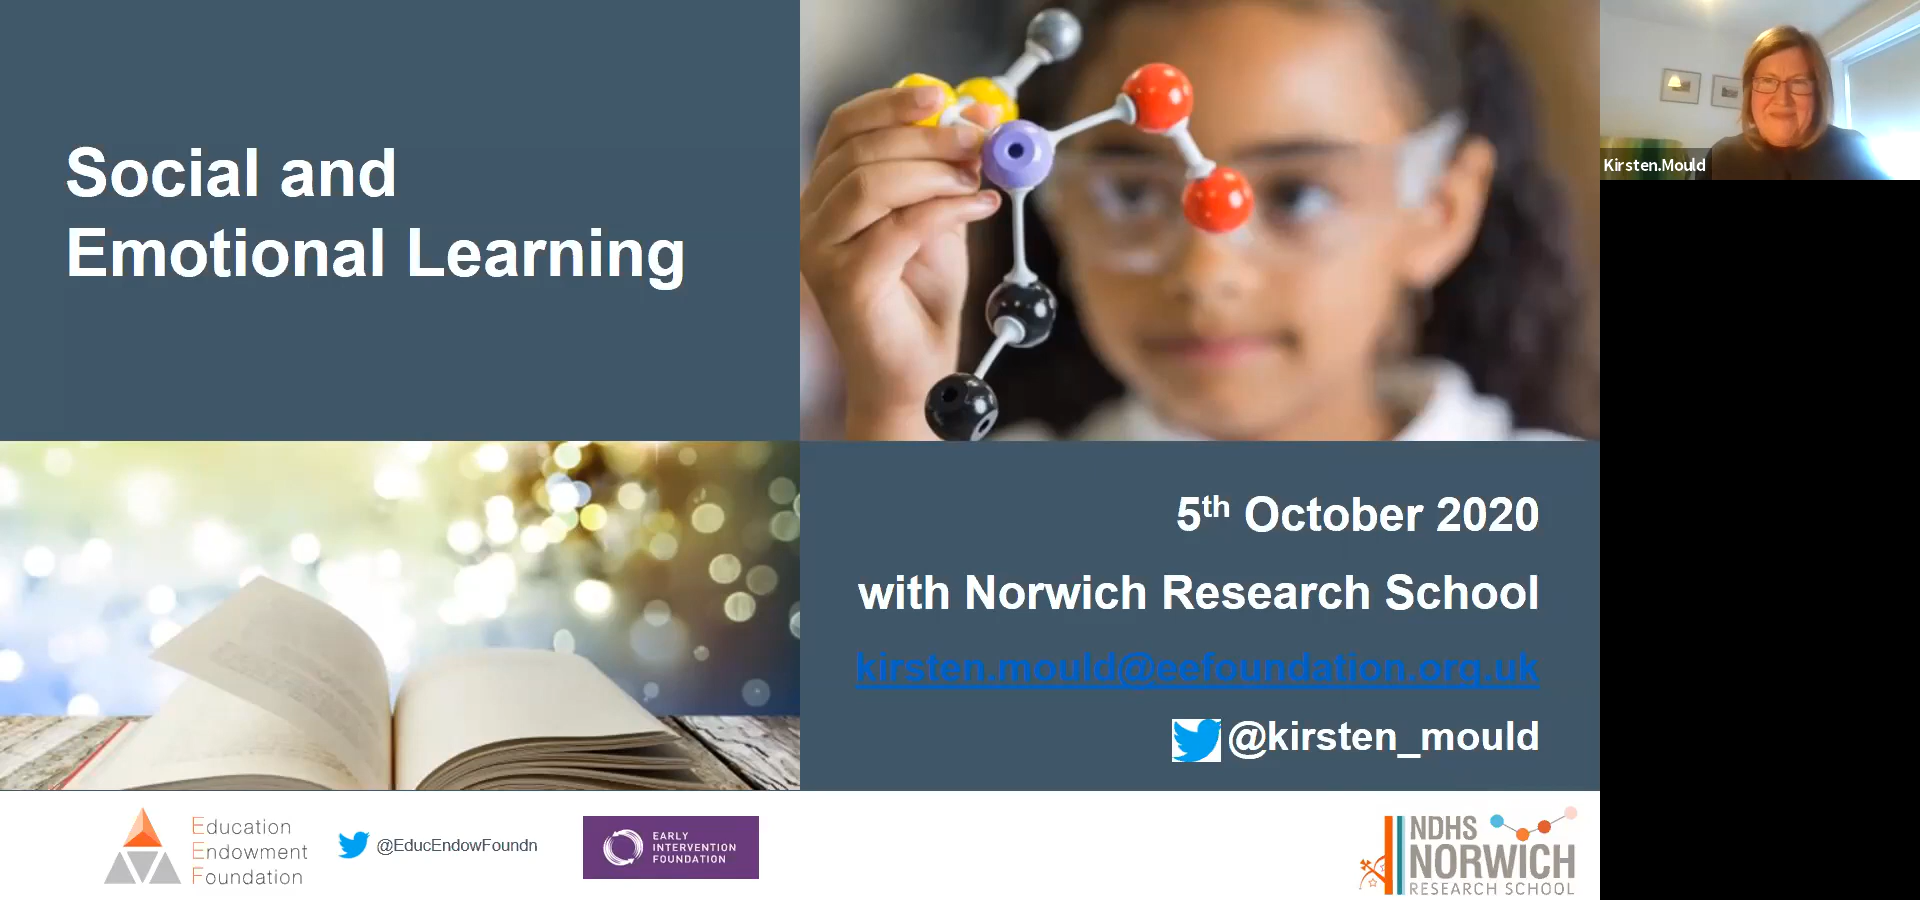 Social and
Emotional Learning
Kirsten.Mould
5th October 2020
with Norwich Research School
kirsten.mould@eefoundation.org.uk
@kirsten_mould
Education
Endowment
Foundation
@EducEndowFoundn
EARLY
INTERVENTION
FOUNDATION
NDHS
NORWICH
RESEARCH SCHOOL